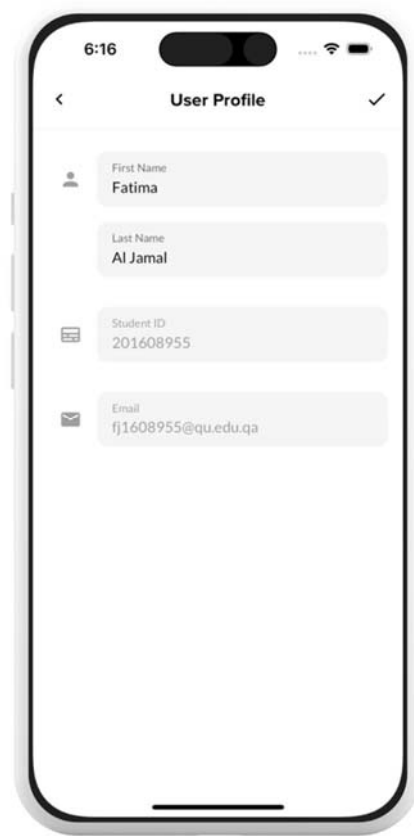 6:16
User Profile
First Name
Fatima
Last Name
Al Jamal
Student ID
201608955
Email
fj1608955@qu.edu.qa